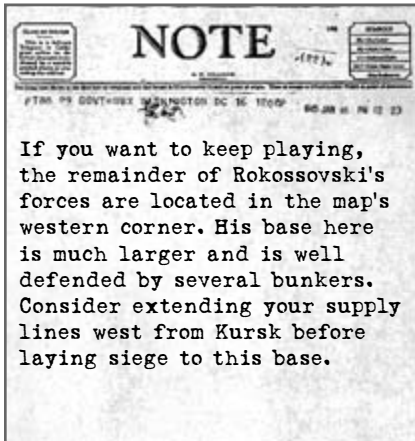 NOTE
If you want to keep playing,
the remainder of Rokossovski's
forces are located in the map's
western corner. His base here
is much larger and is well
defended by several bunkers.
Consider extending your supply
lines west from Kursk before
laying siege to this base.